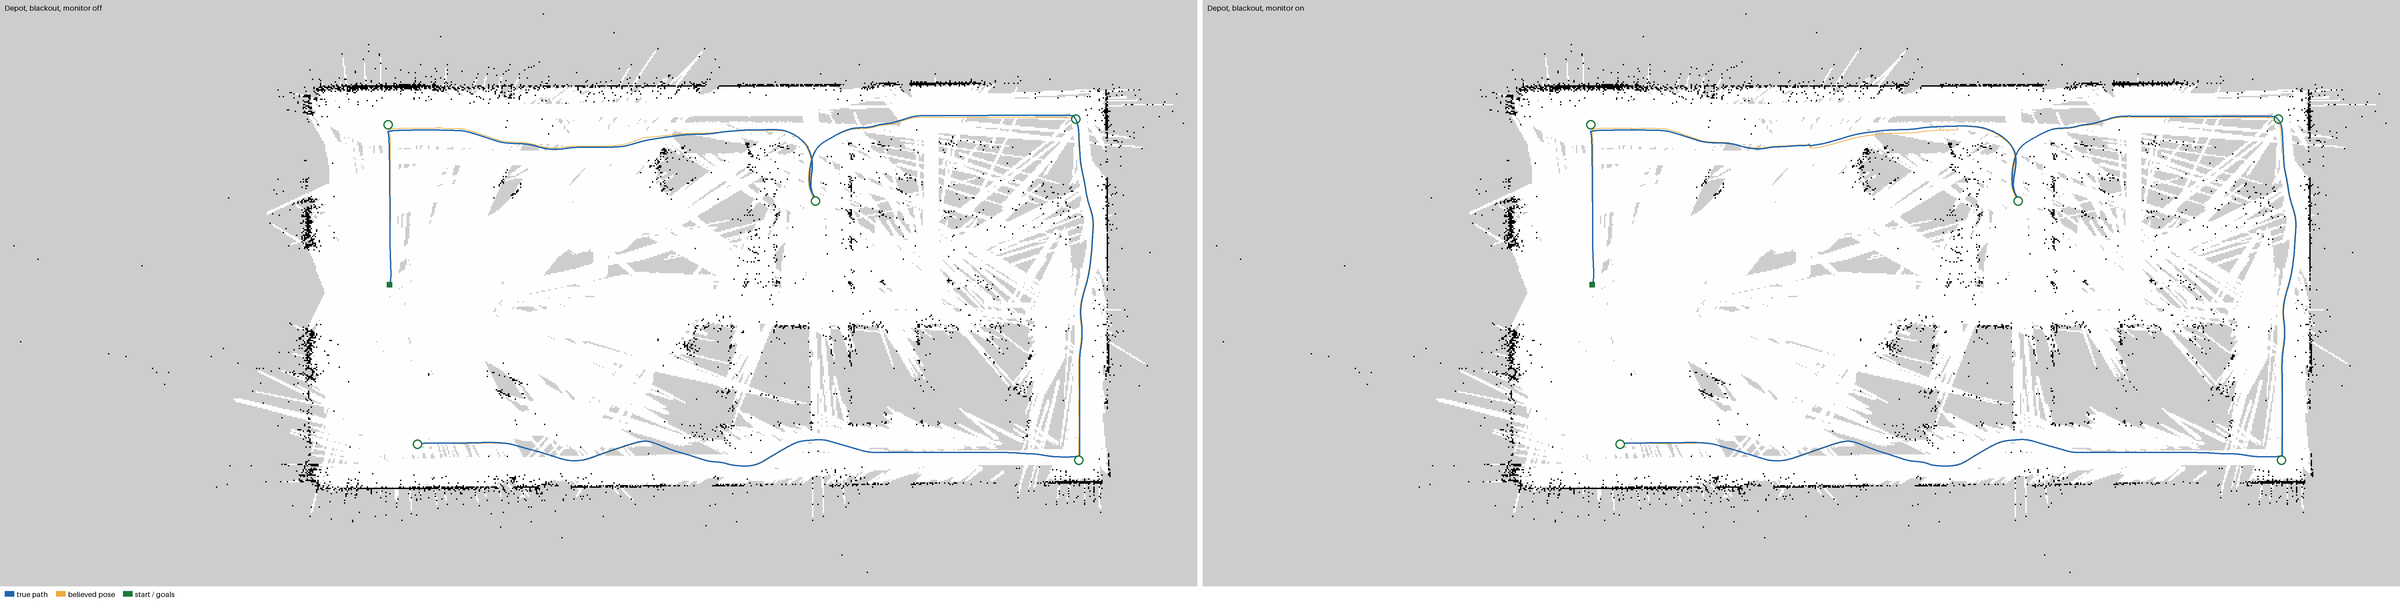 Depot, blackout, monitor off
Depot, blackout, monitor on
true path
believed pose
start / goals